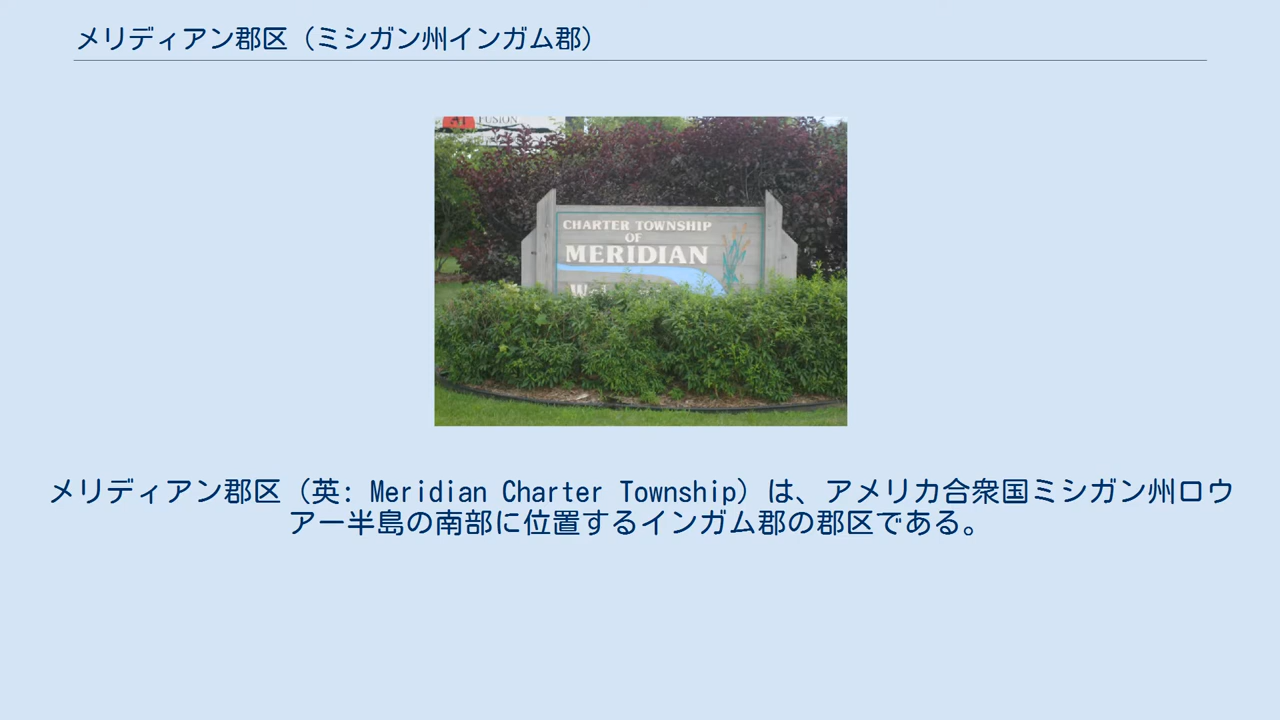 メリディアン郡区（ミシガン州インガム郡）
FUSION
CHARTER TOWNSHIP
OF
MERIDIAN
メリディアン郡区（英: Meridian Charter Township）は、アメリカ合衆国ミシガン州ロウ
アー半島の南部に位置するインガム郡の郡区である。